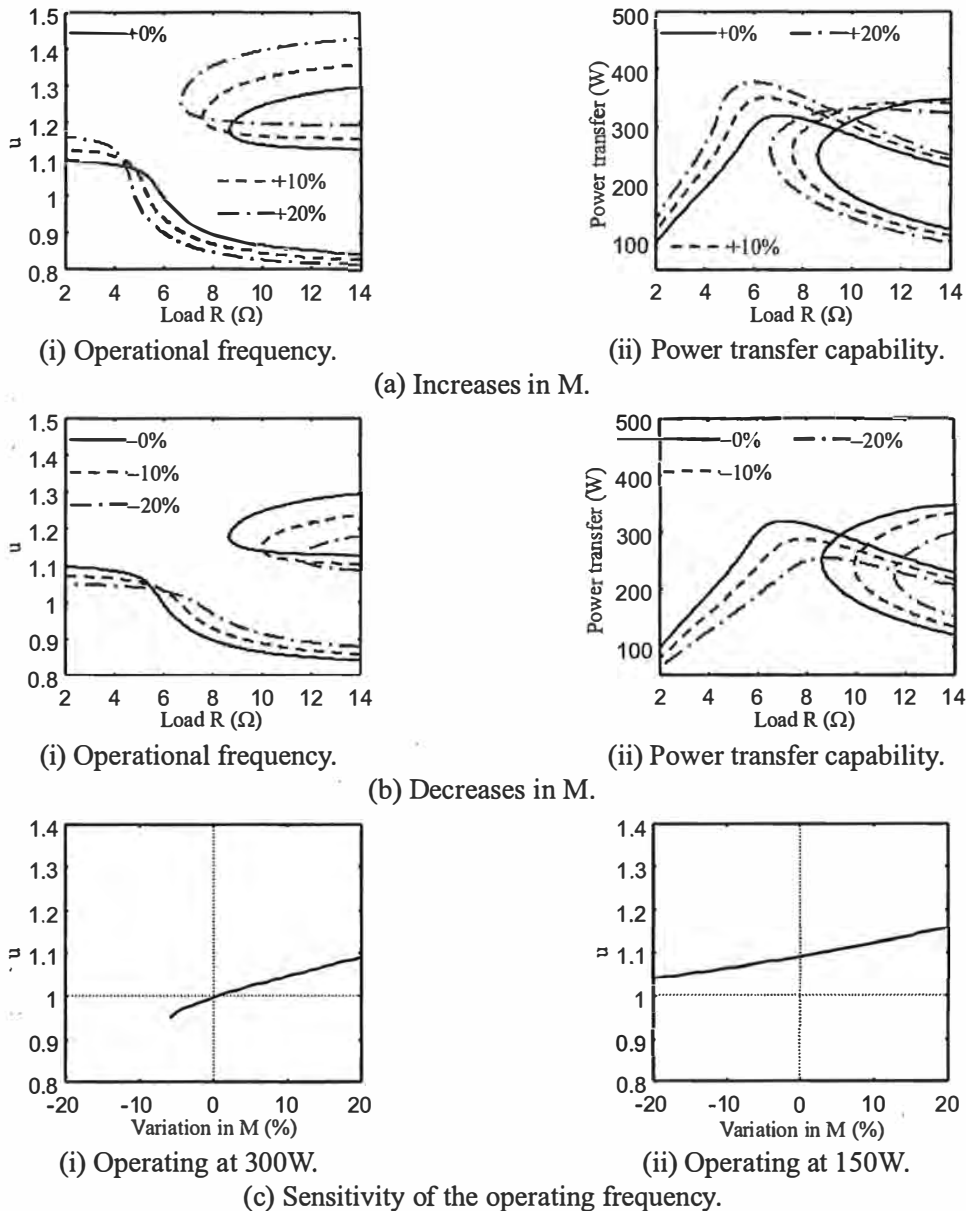 1.5
1.4
1.3
1.2
1.1
1
0.9
0.8
u
+0%
+10%
+20%
2 4 6 8 10 12 14
Load R (Ω)
(i) Operational frequency.
500
400
300
200
100
Power transfer (W)
+0% +20%
+10%
2 4 6 8 10 12 14
Load R (Ω)
(ii) Power transfer capability.
(a) Increases in M.
1.5
1.4
1.3
1.2
1.1
1
0.9
0.8
u
–0%
–10%
–20%
2 4 6 8 10 12 14
Load R (Ω)
(i) Operational frequency.
500
400
300
200
100
Power transfer (W)
–0% –20%
–10%
2 4 6 8 10 12 14
Load R (Ω)
(ii) Power transfer capability.
(b) Decreases in M.
1.4
1.3
1.2
1.1
1
0.9
0.8
u
-20 -10 0 10 20
Variation in M (%)
(i) Operating at 300W.
1.4
1.3
1.2
1.1
1
0.9
0.8
u
-20 -10 0 10 20
Variation in M (%)
(ii) Operating at 150W.
(c) Sensitivity of the operating frequency.